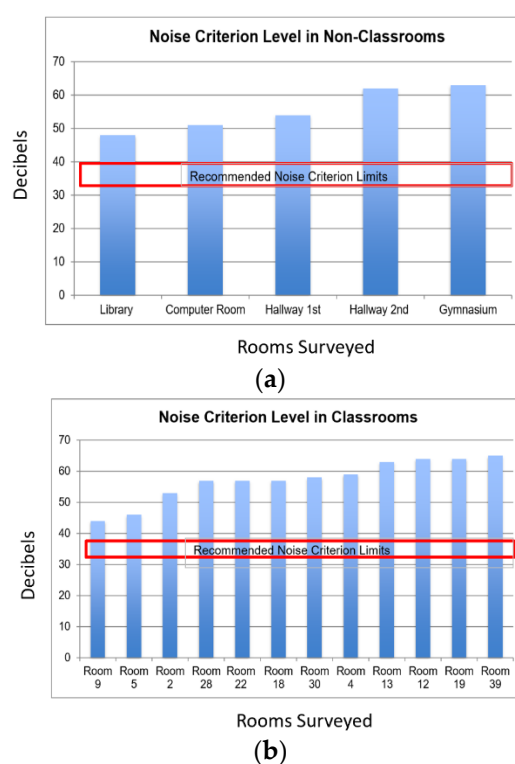 Noise Criterion Level in Non-Classrooms
70
60
50
40
30
20
10
0
Decibels
Recommended Noise Criterion Limits
Library Computer Room Hallway 1st Hallway 2nd Gymnasium
Rooms Surveyed
(a)
Noise Criterion Level in Classrooms
70
60
50
40
30
20
10
0
Decibels
Recommended Noise Criterion Limits
Room Room Room Room Room Room Room Room Room Room Room Room
9 5 2 28 22 18 30 4 13 12 19 39
Rooms Surveyed
(b)